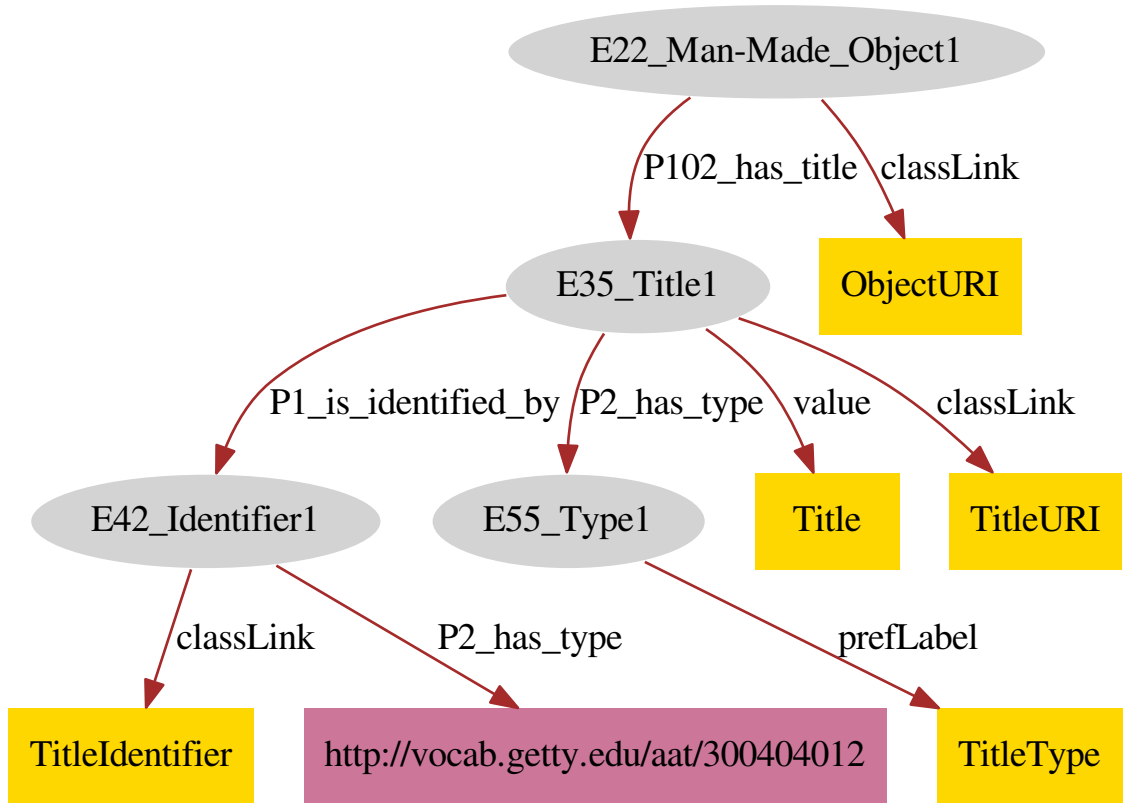 E22_Man-Made_Object1
P102_has_title classLink
E35_Title1 ObjectURI
P1_is_identified_by P2_has_type value classLink
E42_Identifier1 E55_Type1 Title TitleURI
classLink P2_has_type prefLabel
TitleIdentifier http://vocab.getty.edu/aat/300404012 TitleType